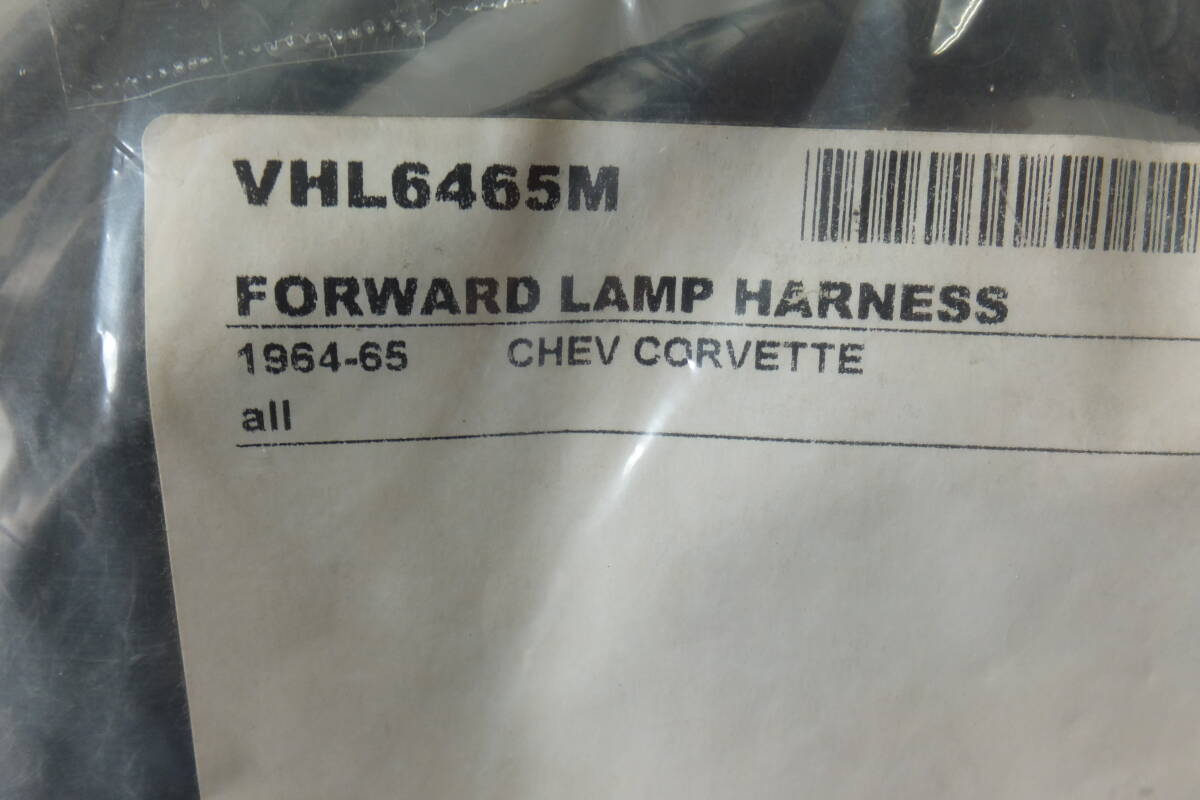 VHL6465M
FORWARD LAMP HARNESS
1964-65 CHEV CORVETTE
all